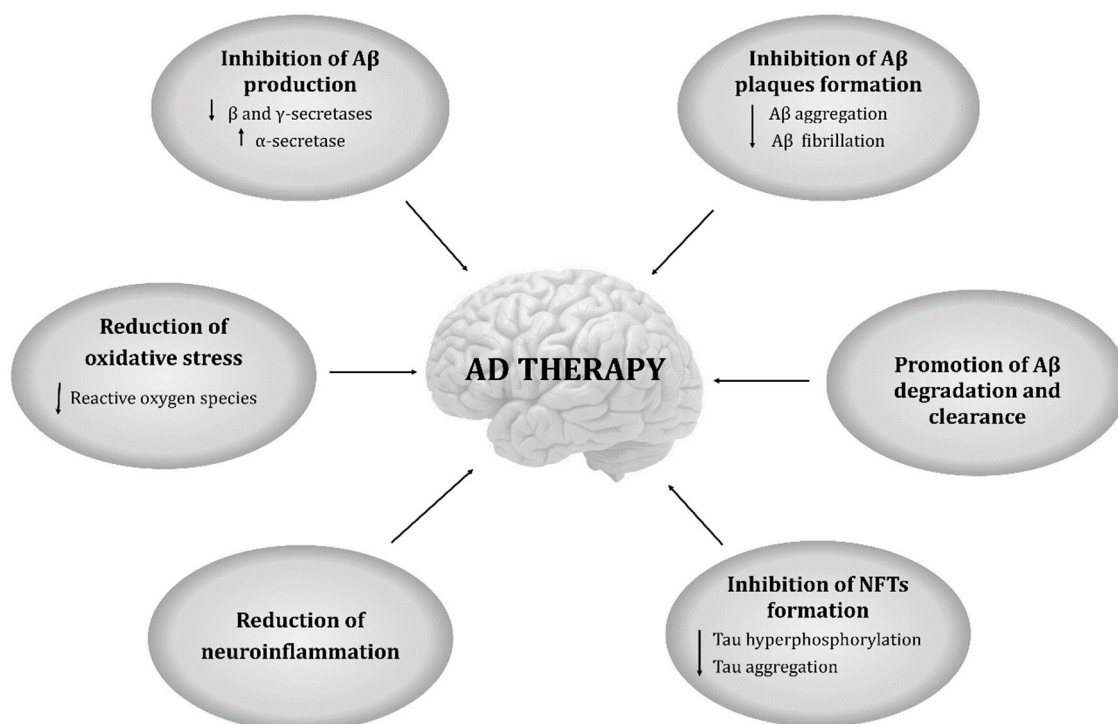 Inhibition of Aβ
production
↓ β and γ-secretases
↑ α-secretase
Inhibition of Aβ
plaques formation
↓ Aβ aggregation
Aβ fibrillation
Reduction of
oxidative stress
↓ Reactive oxygen species
AD THERAPY
Promotion of Aβ
degradation and
clearance
Reduction of
neuroinflammation
Inhibition of NFTs
formation
↓ Tau hyperphosphorylation
Tau aggregation